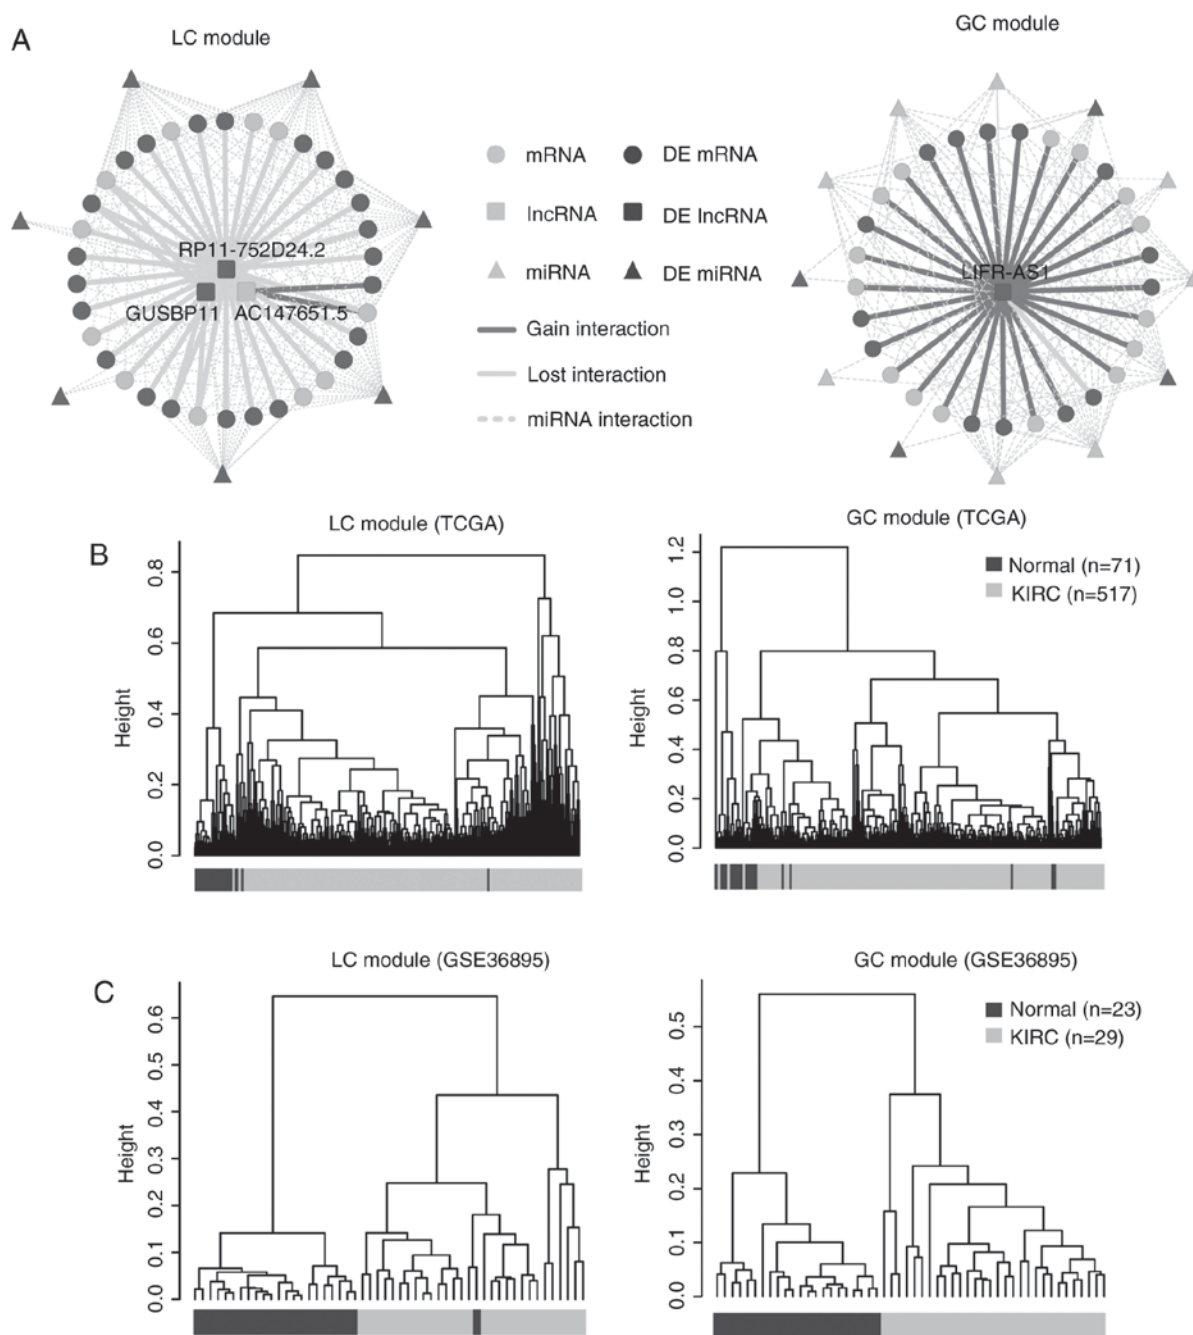 A
LC module
GC module
mRNA
DE mRNA
lncRNA
DE lncRNA
miRNA
DE miRNA
Gain interaction
Lost interaction
miRNA interaction
RP11-752D24.2
GUSBP11
AC147651.5
LIFR-AS1
B
LC module (TCGA)
Height
0.8
0.6
0.4
0.2
0.0
GC module (TCGA)
Height
1.2
1.0
0.8
0.6
0.4
0.2
0.0
Normal (n=71)
KIRC (n=517)
C
LC module (GSE36895)
Height
0.6
0.5
0.4
0.3
0.2
0.1
0.0
GC module (GSE36895)
Height
0.5
0.4
0.3
0.2
0.1
0.0
Normal (n=23)
KIRC (n=29)